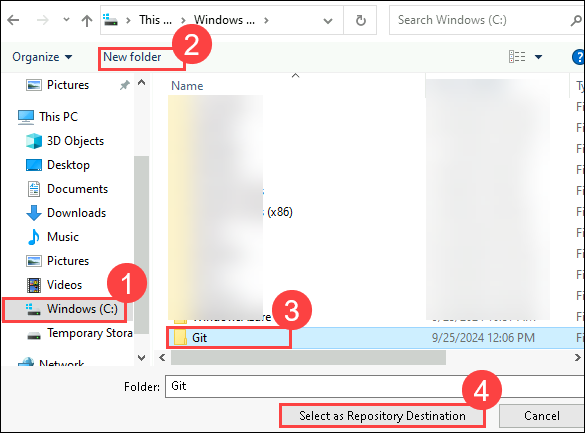 This ... Windows ... Search Windows (C:)
2
Organize New folder
Pictures
Name Ty
This PC
3D Objects
Desktop
Documents
(x86)
Downloads
Music
Pictures
Videos
1
Windows (C:)
3
Temporary Stora
Git 9/25/2024 12:06 PM Fi
Network
Folder: Git
4
Select as Repository Destination Cancel